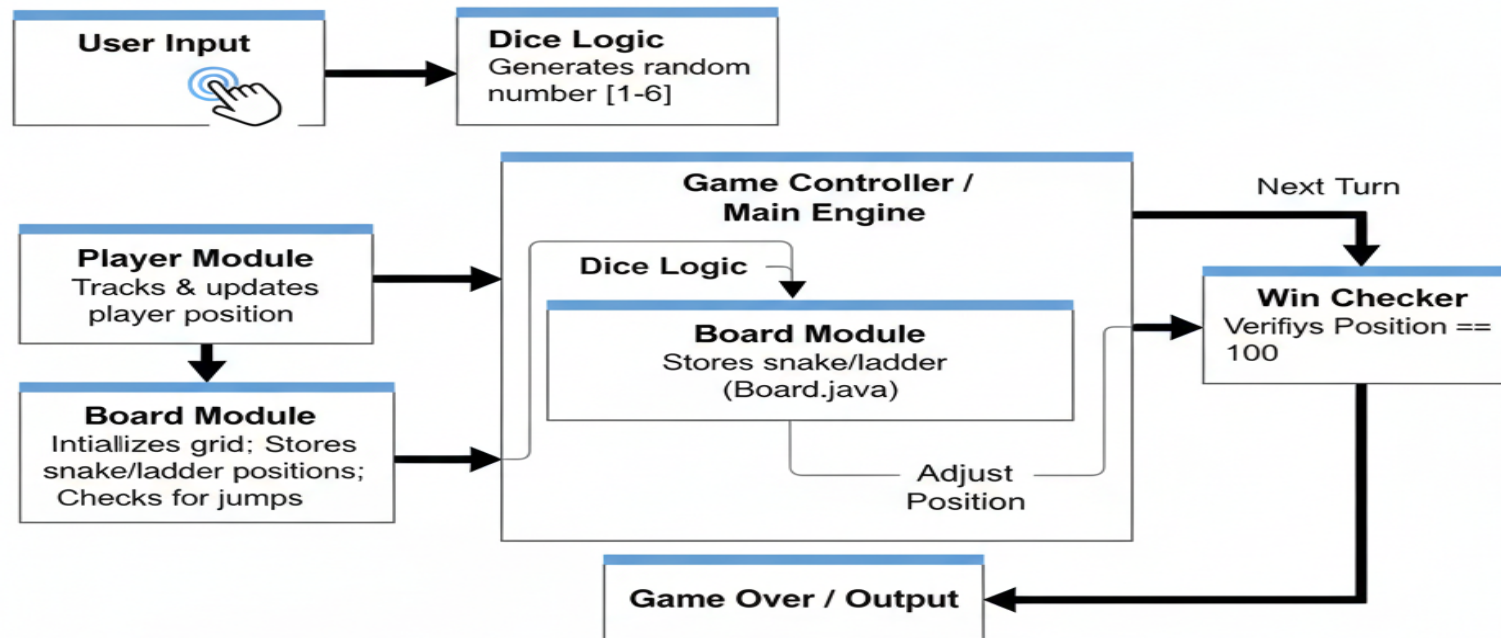 User Input
Dice Logic
Generates random
number [1-6]
Game Controller /
Main Engine
Next Turn
Player Module
Tracks & updates
player position
Dice Logic
Board Module
Stores snake/ladder
(Board.java)
Win Checker
Verifiys Position ==
100
Board Module
Intiallizes grid; Stores
snake/ladder positions;
Checks for jumps
Adjust
Position
Game Over / Output